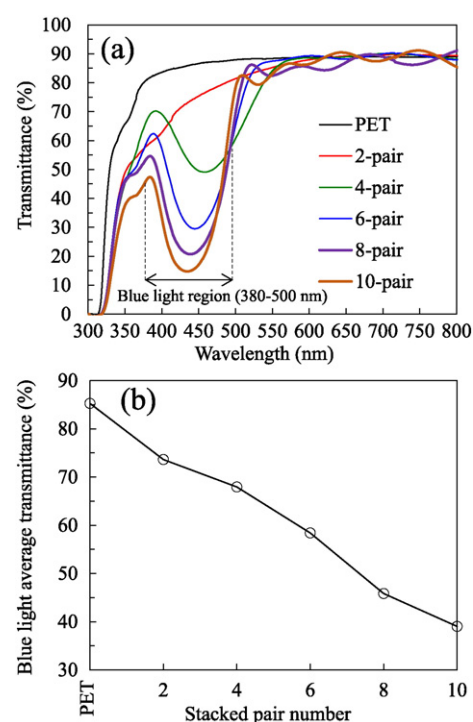 (a)
100
90
80
70
60
50
40
30
20
10
0
Transmittance (%)
PET
2-pair
4-pair
6-pair
8-pair
10-pair
Blue light region (380-500 nm)
300 350 400 450 500 550 600 650 700 750 800
Wavelength (nm)
(b)
90
80
70
60
50
40
30
Blue light average transmittance (%)
PET 2 4 6 8 10
Stacked pair number